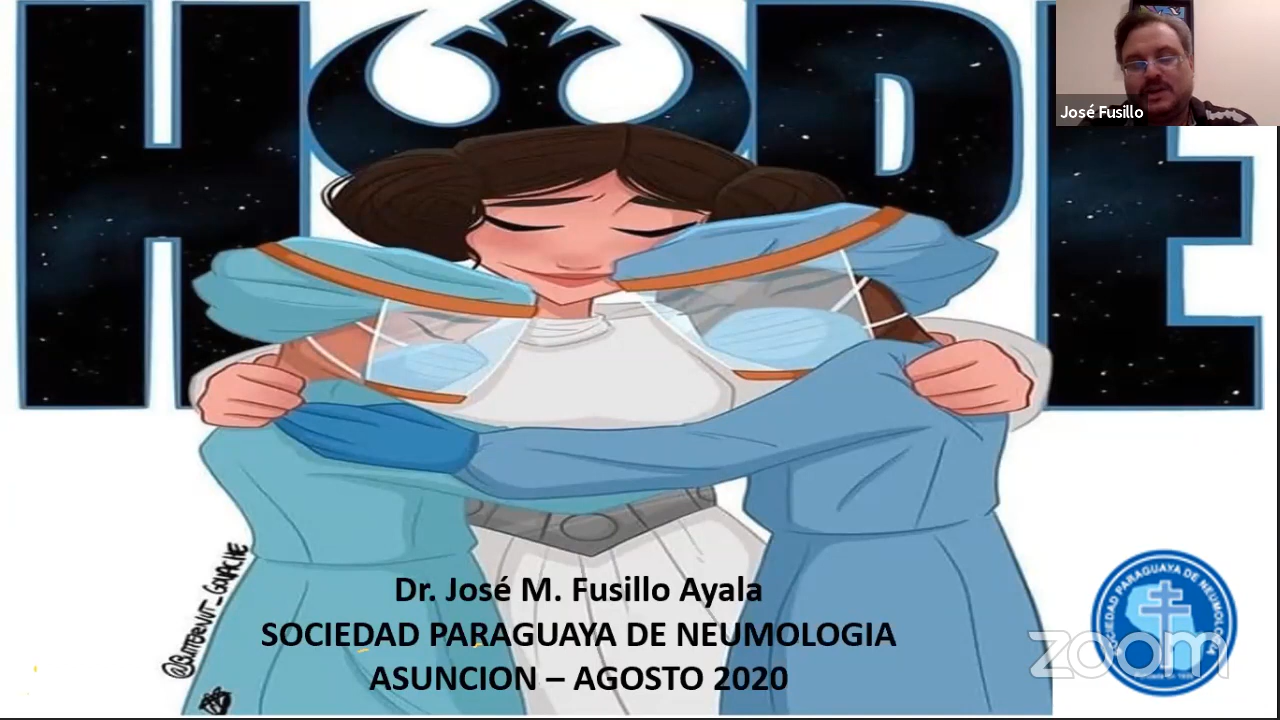 HOPE
José Fusillo
@BUTTERNUT_GOUACHE
Dr. José M. Fusillo Ayala
SOCIEDAD PARAGUAYA DE NEUMOLOGIA
ASUNCION – AGOSTO 2020
SOCIEDAD PARAGUAYA DE NEUMOLOGIA
zoom